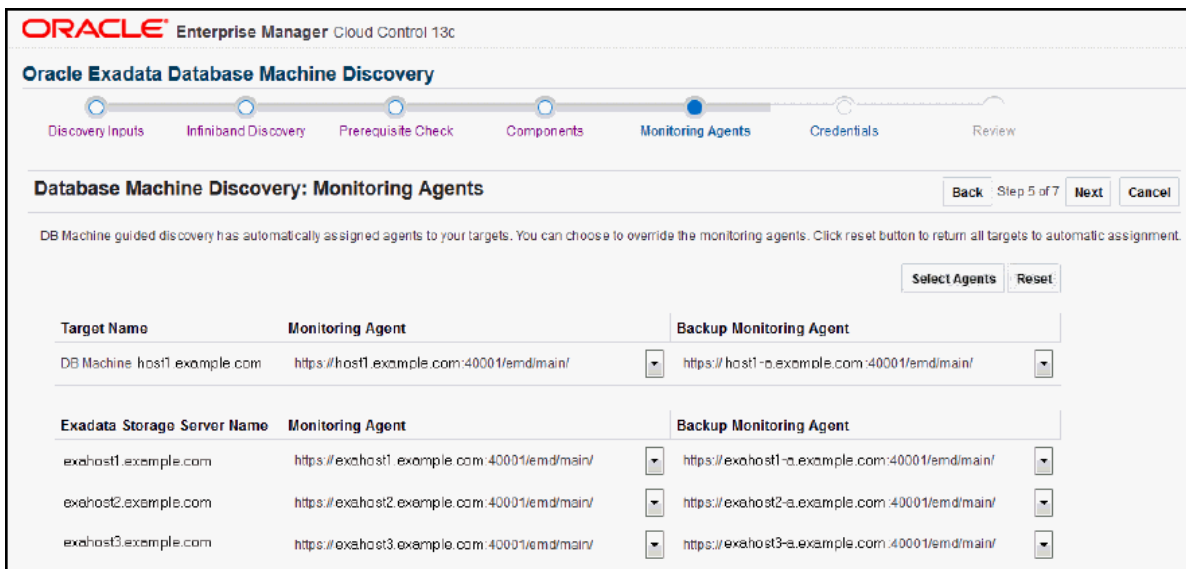 ORACLE® Enterprise Manager Cloud Control 13c
Oracle Exadata Database Machine Discovery
Discovery Inputs Infiniband Discovery Prerequisite Check Components Monitoring Agents Credentials Review
Database Machine Discovery: Monitoring Agents Back Step 5 of 7 Next Cancel
DB Machine guided discovery has automatically assigned agents to your targets. You can choose to override the monitoring agents. Click reset button to return all targets to automatic assignment.
Select Agents Reset
Target Name Monitoring Agent Backup Monitoring Agent
DB Machine host1.example.com https://host1.example.com:40001/emd/main/ https://host1-a.example.com:40001/emd/main/
Exadata Storage Server Name Monitoring Agent Backup Monitoring Agent
exahost1.example.com https://exahost1.example.com:40001/emd/main/ https://exahost1-a.example.com:40001/emd/main/
exahost2.example.com https://exahost2.example.com:40001/emd/main/ https://exahost2-a.example.com:40001/emd/main/
exahost3.example.com https://exahost3.example.com:40001/emd/main/ https://exahost3-a.example.com:40001/emd/main/